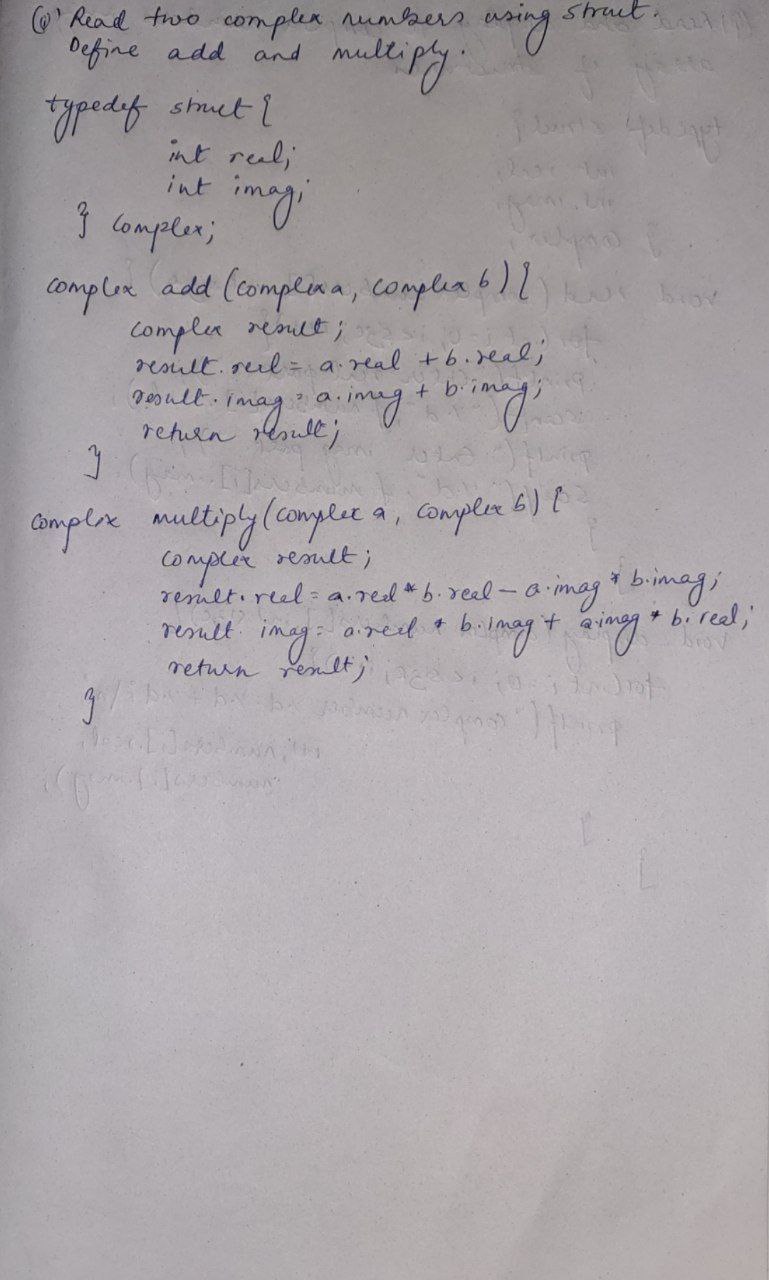 Q) Read two complex numbers using struct.
Define add and multiply.
typedef struct {
int real;
int imag;
} complex;
complex add (complex a, complex b) {
complex result;
result.real = a.real + b.real;
result.imag = a.imag + b.imag;
return result;
}
complex multiply (complex a, complex b) {
complex result;
result.real = a.real * b.real - a.imag * b.imag;
result.imag = a.real * b.imag + a.imag * b.real;
return result;
}